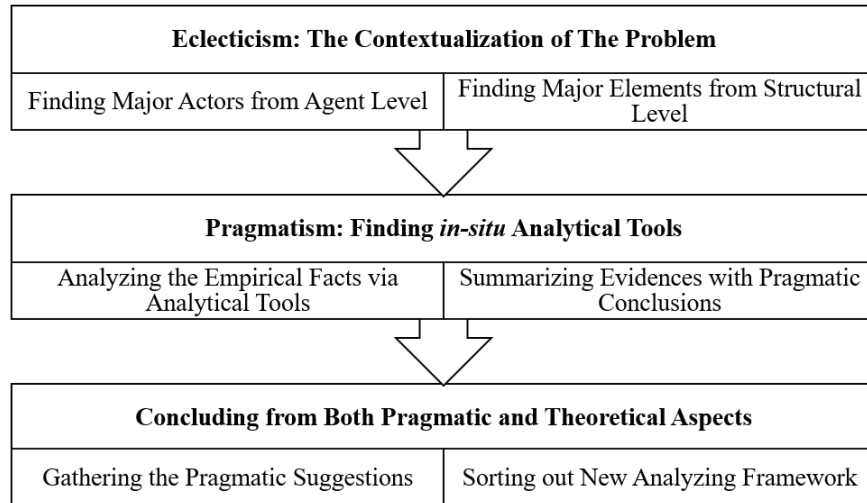 Eclecticism: The Contextualization of The Problem
Finding Major Actors from Agent Level
Finding Major Elements from Structural
Level
Pragmatism: Finding in-situ Analytical Tools
Analyzing the Empirical Facts via
Analytical Tools
Summarizing Evidences with Pragmatic
Conclusions
Concluding from Both Pragmatic and Theoretical Aspects
Gathering the Pragmatic Suggestions
Sorting out New Analyzing Framework